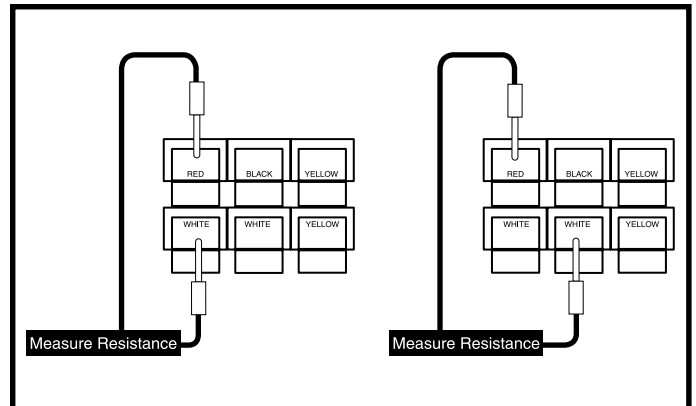 RED BLACK YELLOW
WHITE WHITE YELLOW
Measure Resistance
RED BLACK YELLOW
WHITE WHITE YELLOW
Measure Resistance